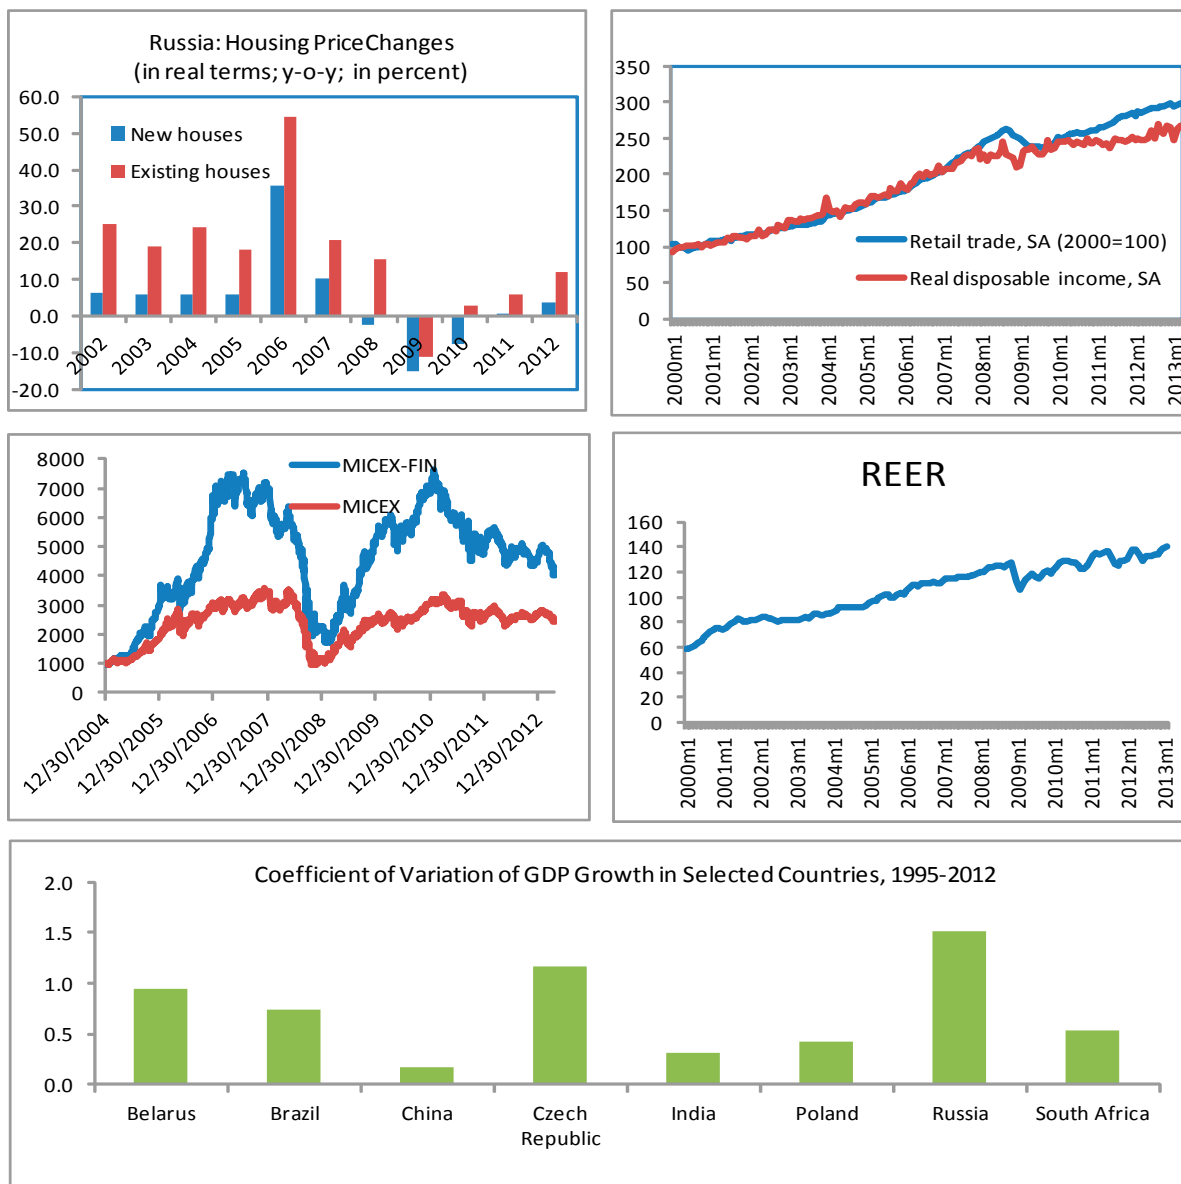 Russia: Housing Price Changes
(in real terms; y-o-y; in percent)
60.0
50.0
40.0
30.0
20.0
10.0
0.0
-10.0
-20.0
New houses
Existing houses
2002
2003
2004
2005
2006
2007
2008
2009
2010
2011
2012
350
300
250
200
150
100
50
0
Retail trade, SA (2000=100)
Real disposable income, SA
2000m1
2001m1
2002m1
2003m1
2004m1
2005m1
2006m1
2007m1
2008m1
2009m1
2010m1
2011m1
2012m1
2013m1
8000
7000
6000
5000
4000
3000
2000
1000
0
MICEX-FIN
MICEX
12/30/2004
12/30/2005
12/30/2006
12/30/2007
12/30/2008
12/30/2009
12/30/2010
12/30/2011
12/30/2012
REER
160
140
120
100
80
60
40
20
0
2000m1
2001m1
2002m1
2003m1
2004m1
2005m1
2006m1
2007m1
2008m1
2009m1
2010m1
2011m1
2012m1
2013m1
Coefficient of Variation of GDP Growth in Selected Countries, 1995-2012
2.0
1.5
1.0
0.5
0.0
Belarus
Brazil
China
Czech
Republic
India
Poland
Russia
South Africa